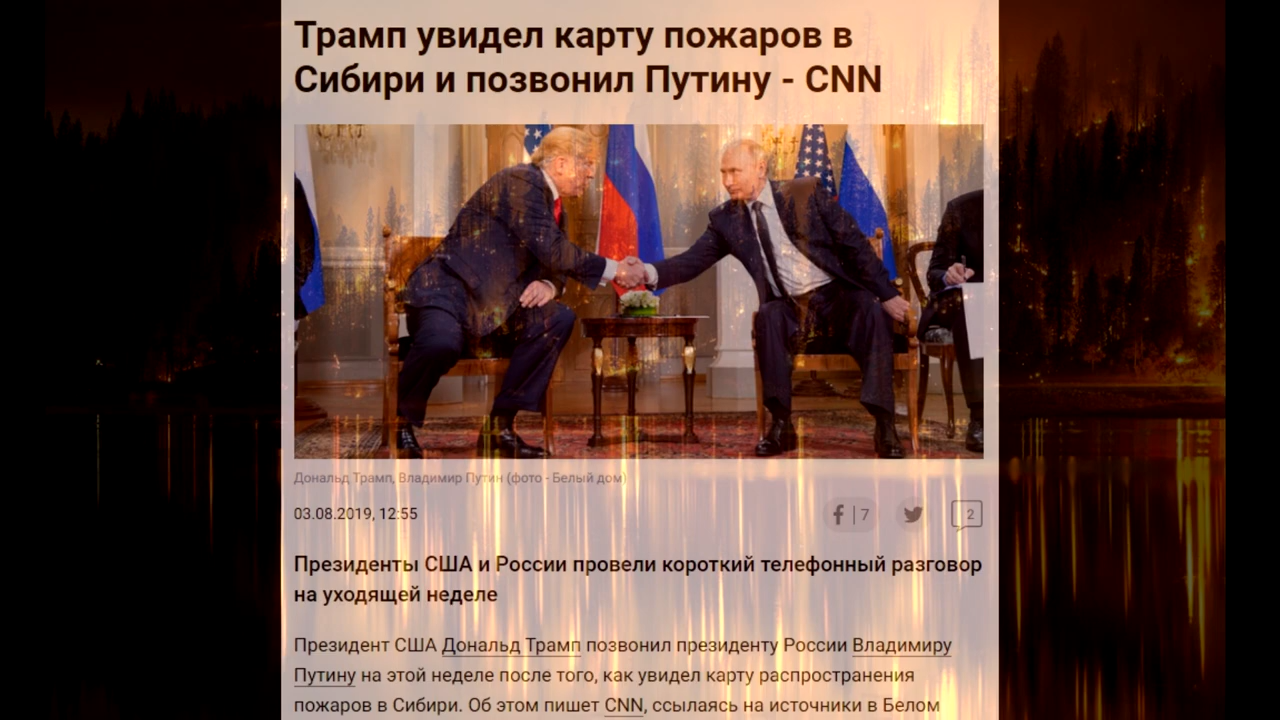 Трамп увидел карту пожаров в
Сибири и позвонил Путину - CNN
Дональд Трамп, Владимир Путин (фото - Белый дом)
03.08.2019, 12:55
7
2
Президенты США и России провели короткий телефонный разговор
на уходящей неделе
Президент США Дональд Трамп позвонил президенту России Владимиру
Путину на этой неделе после того, как увидел карту распространения
пожаров в Сибири. Об этом пишет CNN, ссылаясь на источники в Белом